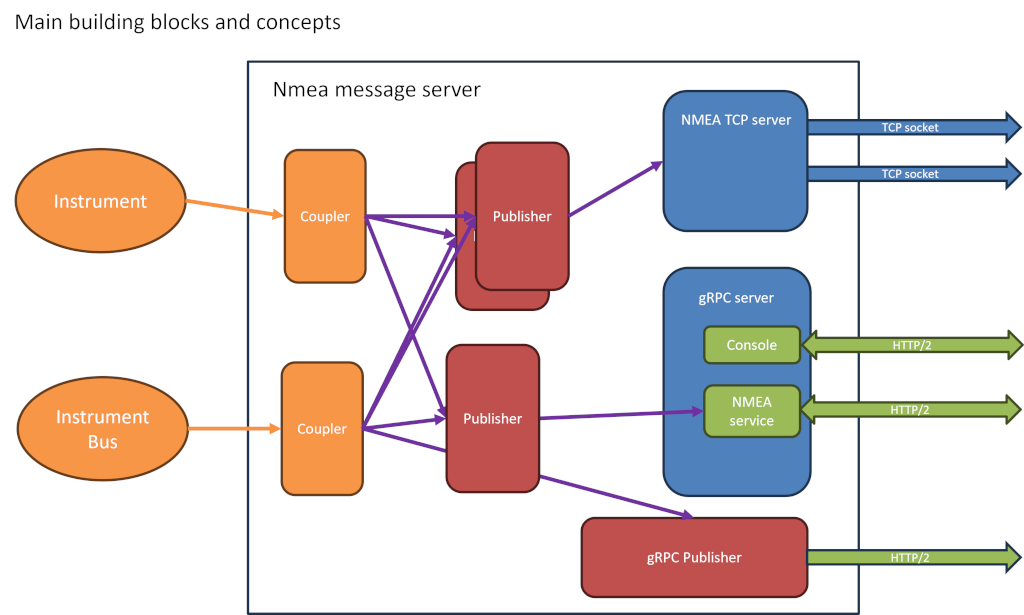 Main building blocks and concepts
Nmea message server
NMEA TCP server
TCP socket
TCP socket
Instrument
Coupler
Publisher
gRPC server
Console
HTTP/2
NMEA
service
HTTP/2
Instrument
Bus
Coupler
Publisher
gRPC Publisher
HTTP/2